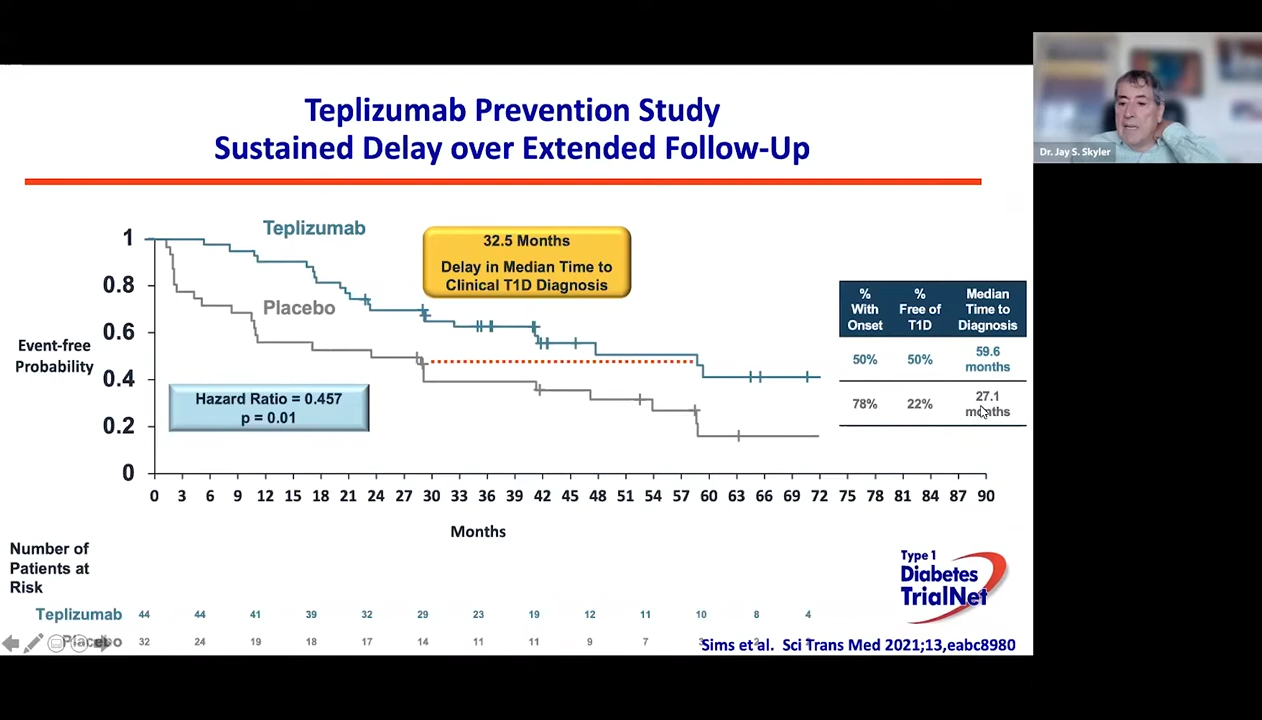 Teplizumab Prevention Study
Sustained Delay over Extended Follow-Up
Dr. Jay S. Skyler
Teplizumab
Placebo
32.5 Months
Delay in Median Time to
Clinical T1D Diagnosis
Hazard Ratio = 0.457
p = 0.01
Event-free
Probability
1
0.8
0.6
0.4
0.2
0
0 3 6 9 12 15 18 21 24 27 30 33 36 39 42 45 48 51 54 57 60 63 66 69 72 75 78 81 84 87 90
Months
% With Onset % Free of T1D Median Time to Diagnosis
50% 50% 59.6 months
78% 22% 27.1 months
Number of
Patients at
Risk
Teplizumab 44 44 41 39 32 29 23 19 12 11 10 8 4
Placebo 32 24 19 18 17 14 11 11 9 7
Type 1
Diabetes
TrialNet
Sims et al. Sci Trans Med 2021;13,eabc8980